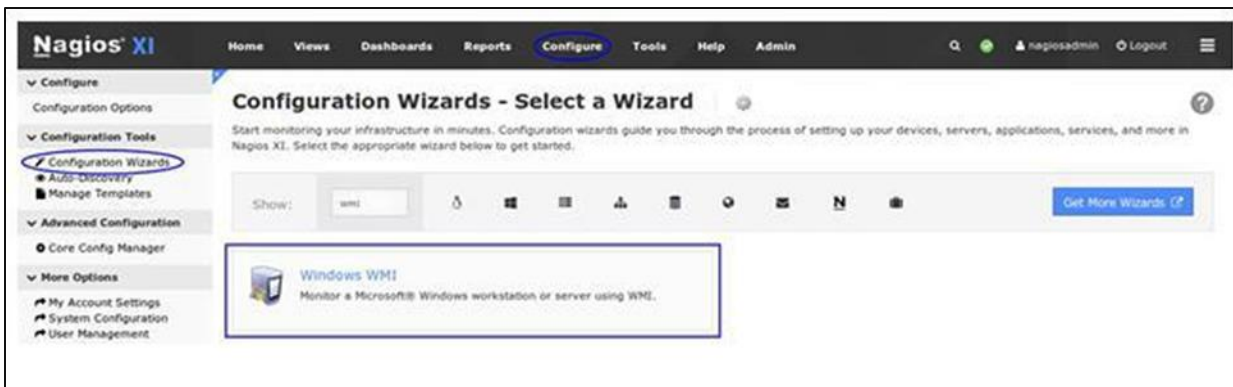 Nagios® XI
Home Views Dashboards Reports Configure Tools Help Admin nagiosadmin Logout
Configure
Configuration Options
Configuration Tools
Configuration Wizards
Auto-Discovery
Manage Templates
Advanced Configuration
Core Config Manager
More Options
My Account Settings
System Configuration
User Management
Configuration Wizards - Select a Wizard
Start monitoring your infrastructure in minutes. Configuration wizards guide you through the process of setting up your devices, servers, applications, services, and more in
Nagios XI. Select the appropriate wizard below to get started.
Show: wmi N Get More Wizards
Windows WMI
Monitor a Microsoft® Windows workstation or server using WMI.